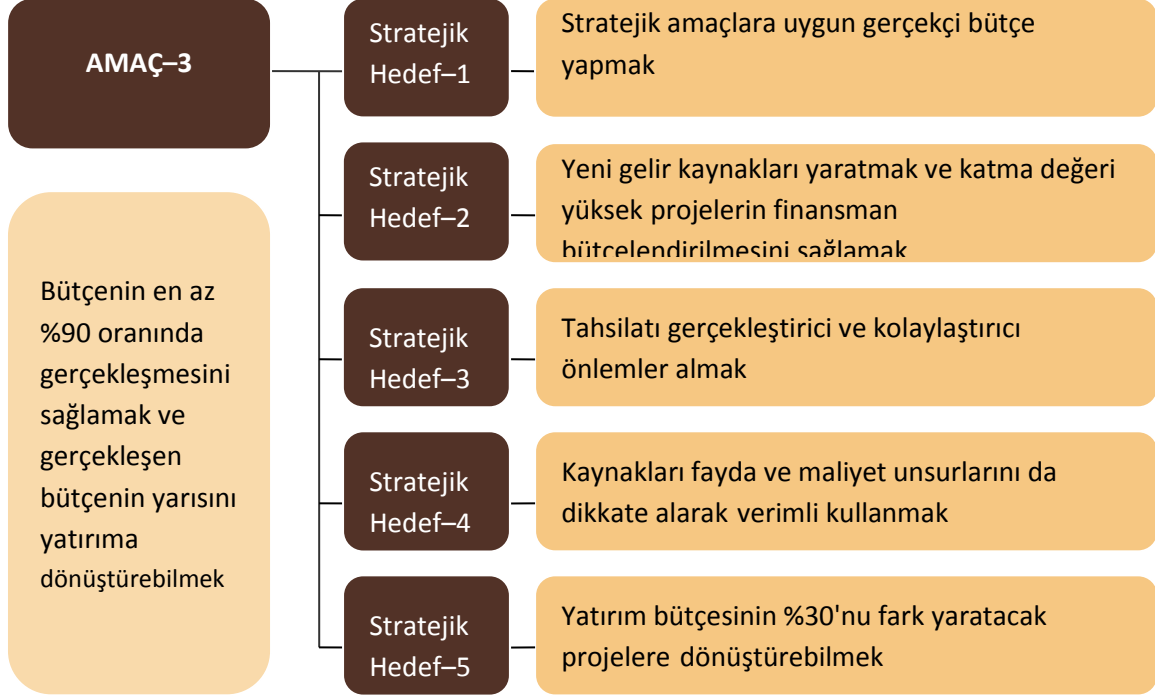 AMAÇ–3
Bütçenin en az
%90 oranında
gerçekleşmesini
sağlamak ve
gerçekleşen
bütçenin yarısını
yatırıma
dönüştürebilmek
Stratejik
Hedef–1
Stratejik amaçlara uygun gerçekçi bütçe
yapmak
Stratejik
Hedef–2
Yeni gelir kaynakları yaratmak ve katma değeri
yüksek projelerin finansman
bütçelendirilmesini sağlamak
Stratejik
Hedef–3
Tahsilatı gerçekleştirici ve kolaylaştırıcı
önlemler almak
Stratejik
Hedef–4
Kaynakları fayda ve maliyet unsurlarını da
dikkate alarak verimli kullanmak
Stratejik
Hedef–5
Yatırım bütçesinin %30'nu fark yaratacak
projelere dönüştürebilmek